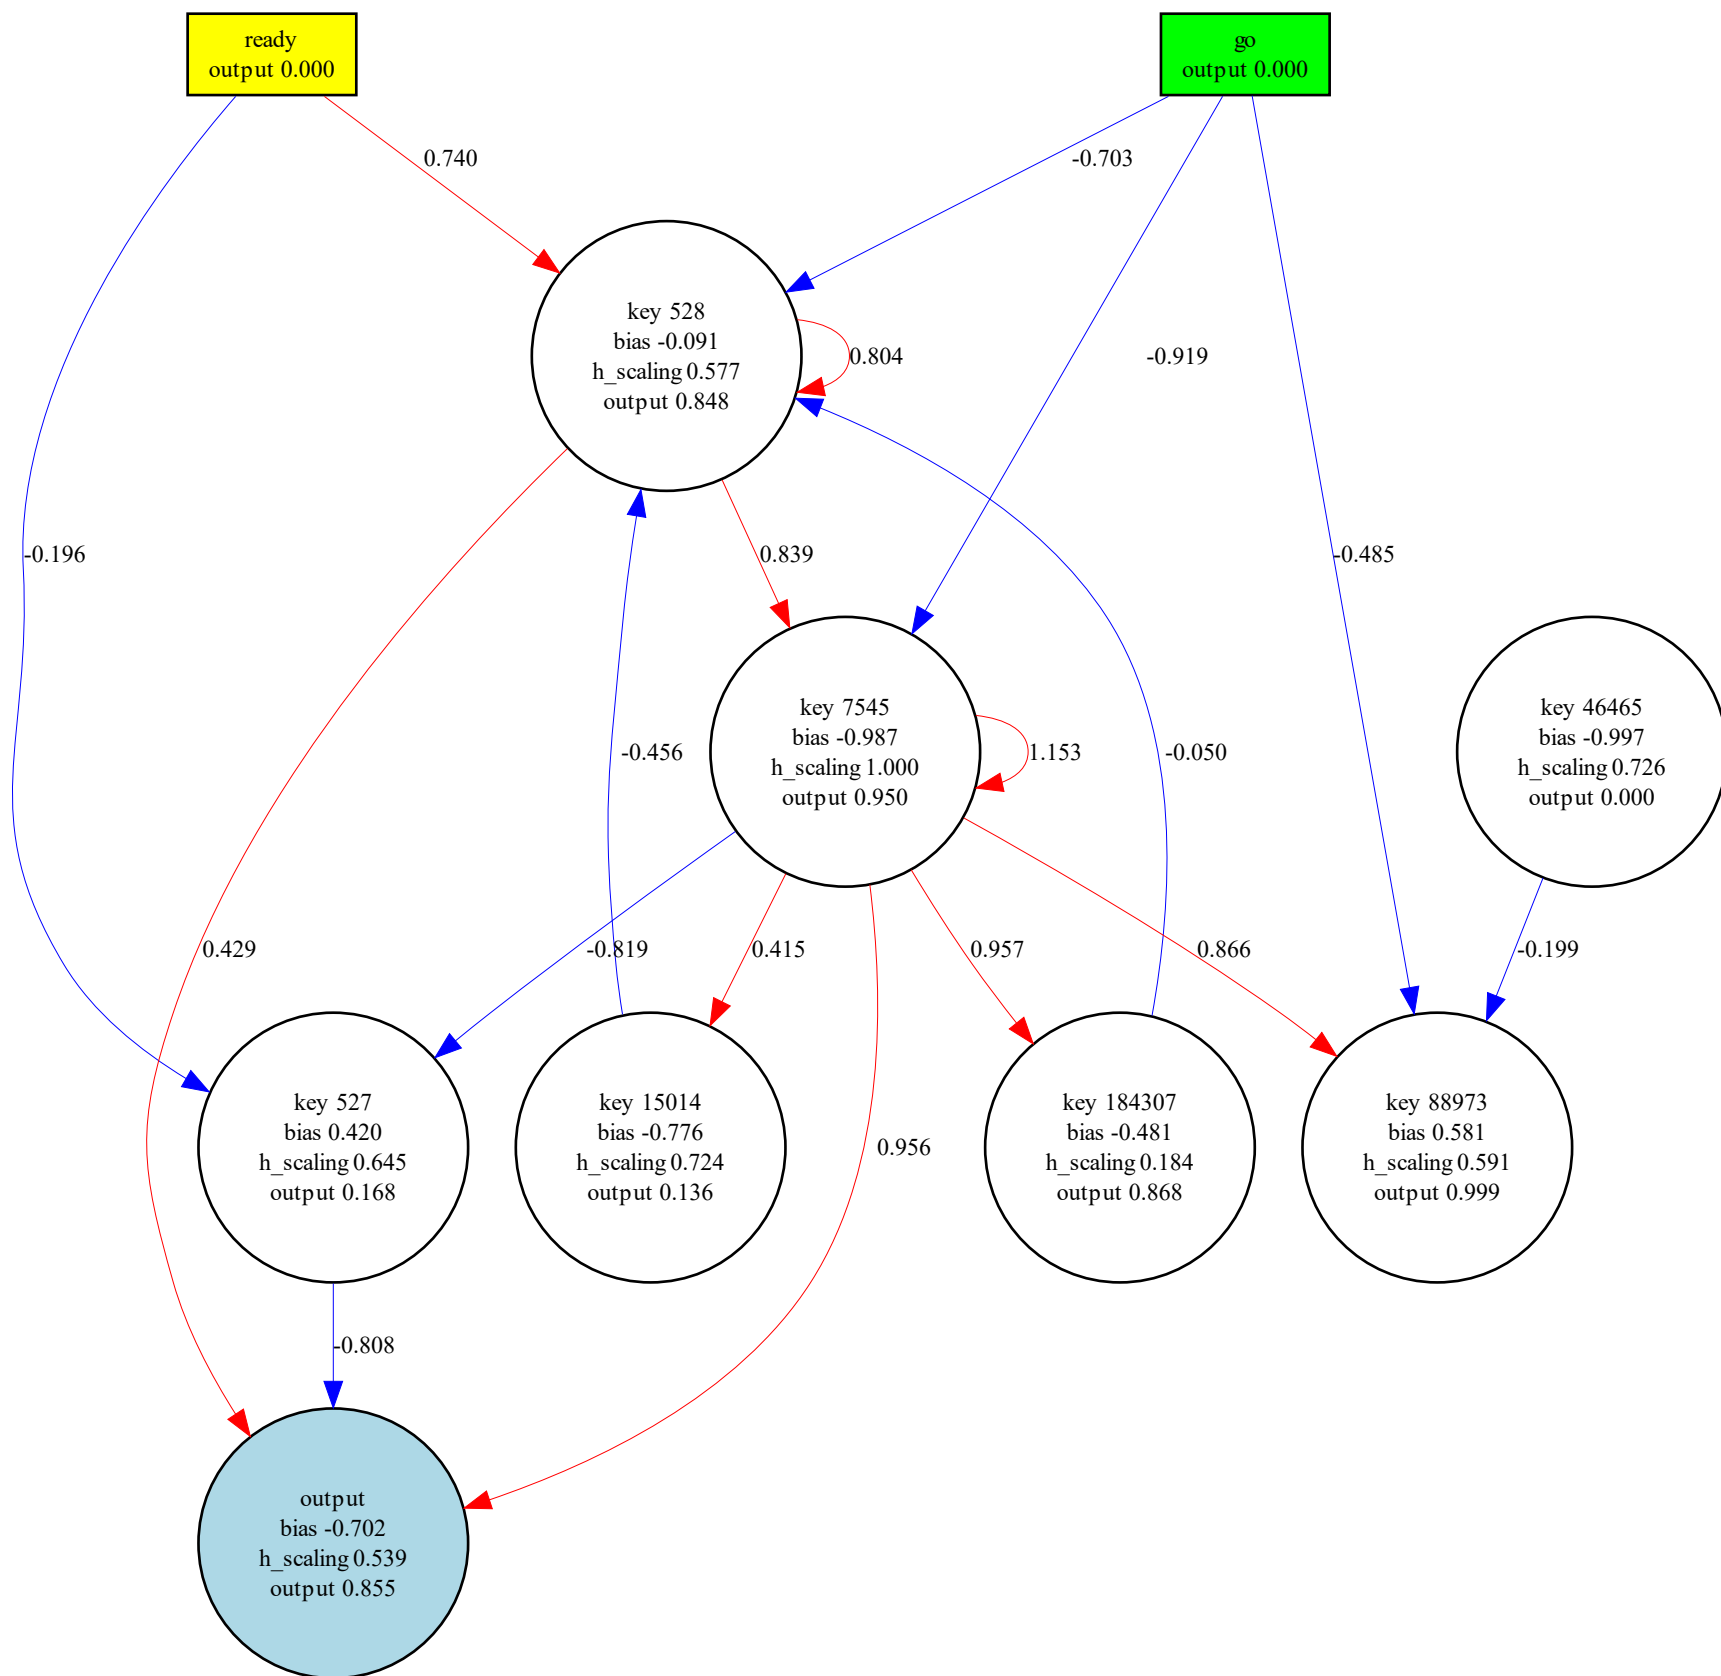 ready
output 0.000
go
output 0.000
0.740
-0.703
key 528
bias -0.091
h_scaling 0.577
output 0.848
0.804
-0.919
-0.196
0.839
-0.485
key 7545
bias -0.987
h_scaling 1.000
output 0.950
1.153
-0.456
-0.050
key 46465
bias -0.997
h_scaling 0.726
output 0.000
0.429
-0.819
0.415
0.957
0.866
-0.199
key 527
bias 0.420
h_scaling 0.645
output 0.168
key 15014
bias -0.776
h_scaling 0.724
output 0.136
0.956
key 184307
bias -0.481
h_scaling 0.184
output 0.868
key 88973
bias 0.581
h_scaling 0.591
output 0.999
-0.808
output
bias -0.702
h_scaling 0.539
output 0.855